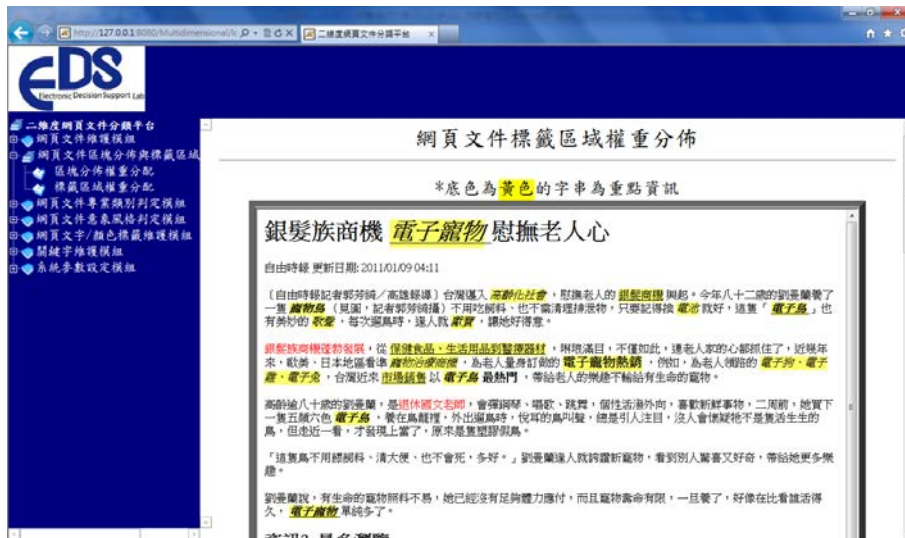 http://127.0.0.1:8080/Multidimensional/
二維度網頁文件分類平台
EDS
Electronic Decision Support Lab
二維度網頁文件分類平台
網頁文件維護模組
網頁文件區塊分佈與標籤區域
區塊分佈權重分配
標籤區域權重分配
網頁文件專業類別判定模組
網頁文件意象風格判定模組
網頁文字/顏色標籤維護模組
關鍵字維護模組
系統參數設定模組
網頁文件標籤區域權重分佈
*底色為黃色的字串為重點資訊
銀髮族商機 電子寵物 慰撫老人心
自由時報 更新日期: 2011/01/09 04:11
〔自由時報記者郭芳綺／高雄報導〕台灣邁入 高齡化社會，慰撫老人的 銀髮商機 興起。今年八十二歲的劉曼蘭養了
一隻 寵物鳥（見圖，記者郭芳綺攝）不用吃飼料、也不需清理排泄物，只要記得換 電池 就好，這隻「電子鳥」也
有美妙的 歌聲，每次遛鳥時，逢人就 獻寶，讓她好得意。
銀髮族商機蓬勃發展，從 保健食品、生活用品到醫療器材，琳琅滿目，不僅如此，連老人家的心都抓住了，近幾年
來，歐美、日本地區看準 寵物治療商機，為老人量身訂做的 電子寵物熱銷，例如，為老人領陪的 電子狗、電子
雞、電子兔，台灣近來 市場銷售 以 電子鳥 最熱門，帶給老人的樂趣不輸給有生命的寵物。
高齡逾八十歲的劉曼蘭，是退休國文老師，會彈鋼琴、唱歌、跳舞，個性活潑外向，喜歡新鮮事物，二周前，她買下
一隻五顏六色 電子鳥，養在鳥籠裡，外出遛鳥時，悅耳的鳥叫聲，總是引人注目，沒人會懷疑牠不是隻活生生的
鳥，但走近一看，才發現上當了，原來是隻塑膠假鳥。
「這隻鳥不用餵飼料、清大便、也不會死，多好。」劉曼蘭逢人就誇讚新寵物，看到別人驚喜又好奇，帶給她更多樂
趣。
劉曼蘭說，有生命的寵物照料不易，她已經沒有足夠體力應付，而且寵物壽命有限，一旦養了，好像在比看誰活得
久，電子寵物 單純多了。